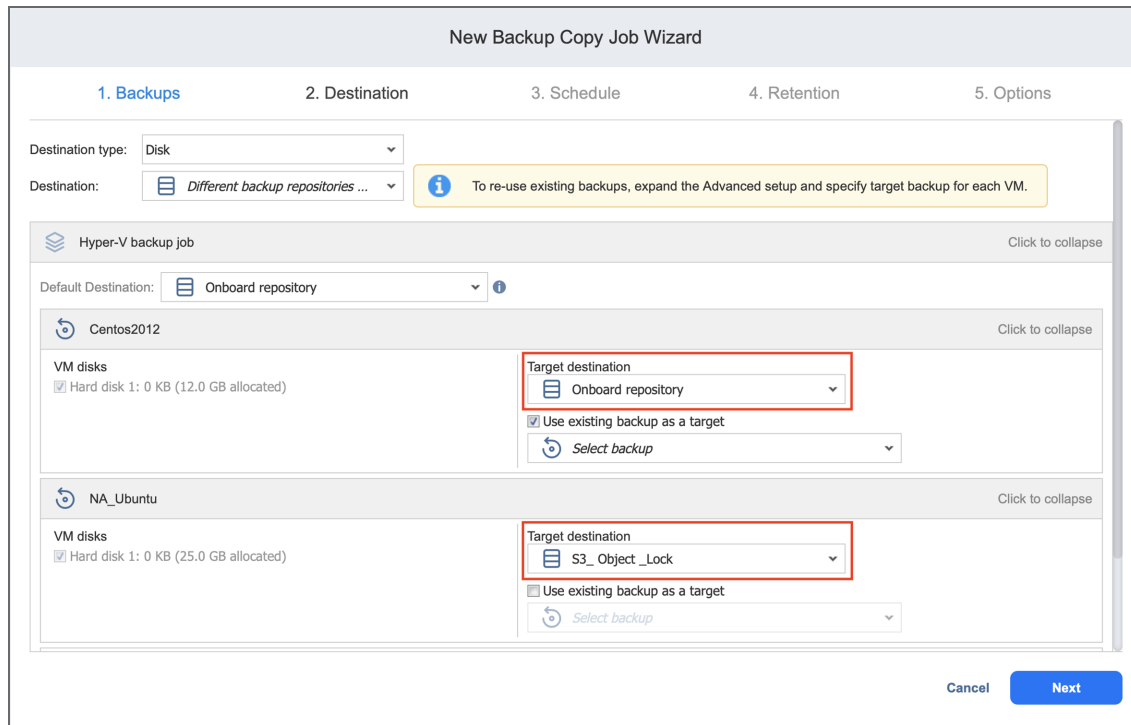 New Backup Copy Job Wizard
1. Backups 2. Destination 3. Schedule 4. Retention 5. Options
Destination type: Disk
Destination: Different backup repositories ... To re-use existing backups, expand the Advanced setup and specify target backup for each VM.
Hyper-V backup job Click to collapse
Default Destination: Onboard repository
Centos2012 Click to collapse
VM disks
Hard disk 1: 0 KB (12.0 GB allocated)
Target destination
Onboard repository
Use existing backup as a target
Select backup
NA_Ubuntu Click to collapse
VM disks
Hard disk 1: 0 KB (25.0 GB allocated)
Target destination
S3_ Object _Lock
Use existing backup as a target
Select backup
Cancel Next